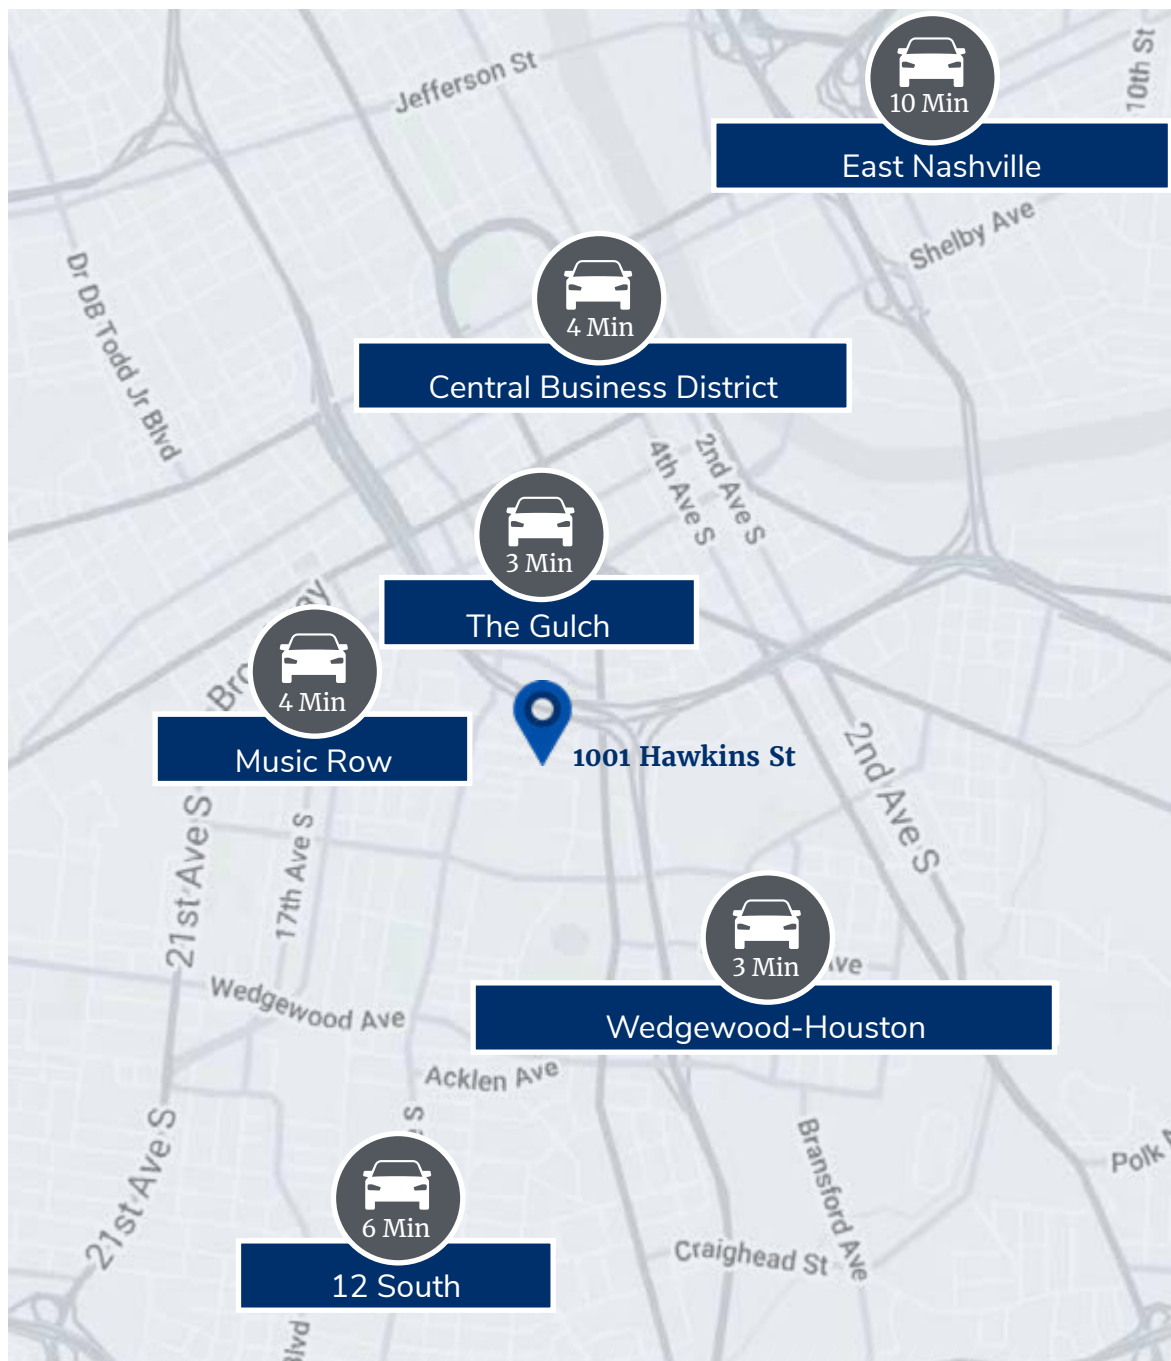 Jefferson St
10th St
10 Min
East Nashville
Shelby Ave
Dr DB Todd Jr Blvd
4 Min
Central Business District
4th Ave S
2nd Ave S
3 Min
The Gulch
4 Min
Music Row
1001 Hawkins St
2nd Ave S
21st Ave S
17th Ave S
3 Min
Wedgewood-Houston
Wedgewood Ave
Acklen Ave
21st Ave S
S
6 Min
12 South
Bransford Ave
Polk
Craighead St
Blvd